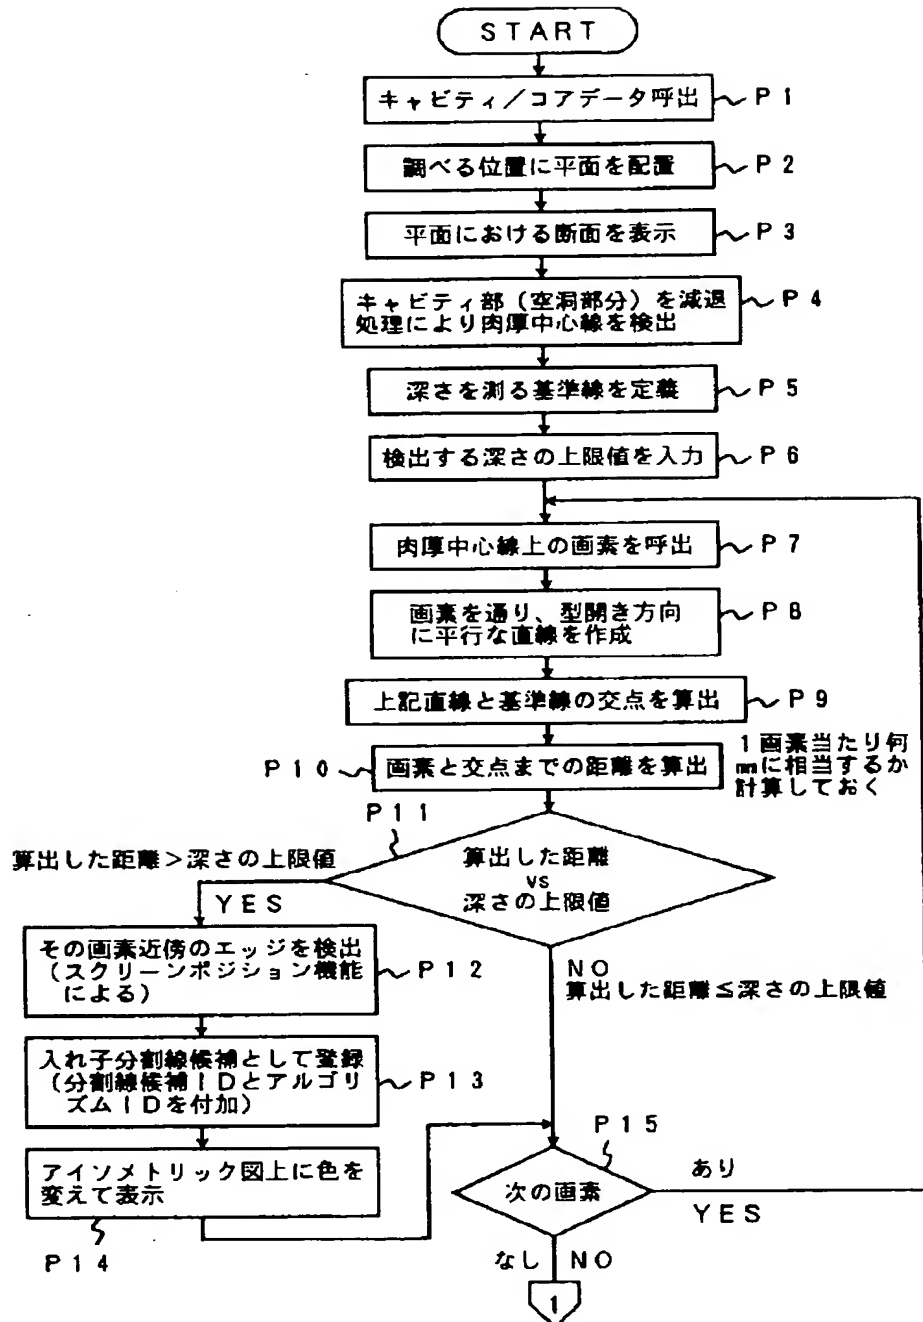 START
キャビティ/コアデータ呼出
P1
調べる位置に平面を配置
P2
平面における断面を表示
P3
キャビティ部(空洞部分)を減退
処理により肉厚中心線を検出
P4
深さを測る基準線を定義
P5
検出する深さの上限値を入力
P6
肉厚中心線上の画素を呼出
P7
画素を通り、型開き方向
に平行な直線を作成
P8
上記直線と基準線の交点を算出
P9
P10
画素と交点までの距離を算出
1画素当たり何
mmに相当するか
計算しておく
P11
算出した距離>深さの上限値
YES
算出した距離
vs
深さの上限値
その画素近傍のエッジを検出
(スクリーンポジション機能
による)
P12
NO
算出した距離≦深さの上限値
入れ子分割線候補として登録
(分割線候補IDとアルゴリ
ズムIDを付加)
P13
アイソメトリック図上に色を
変えて表示
P14
P15
次の画素
あり
YES
なし
NO
1